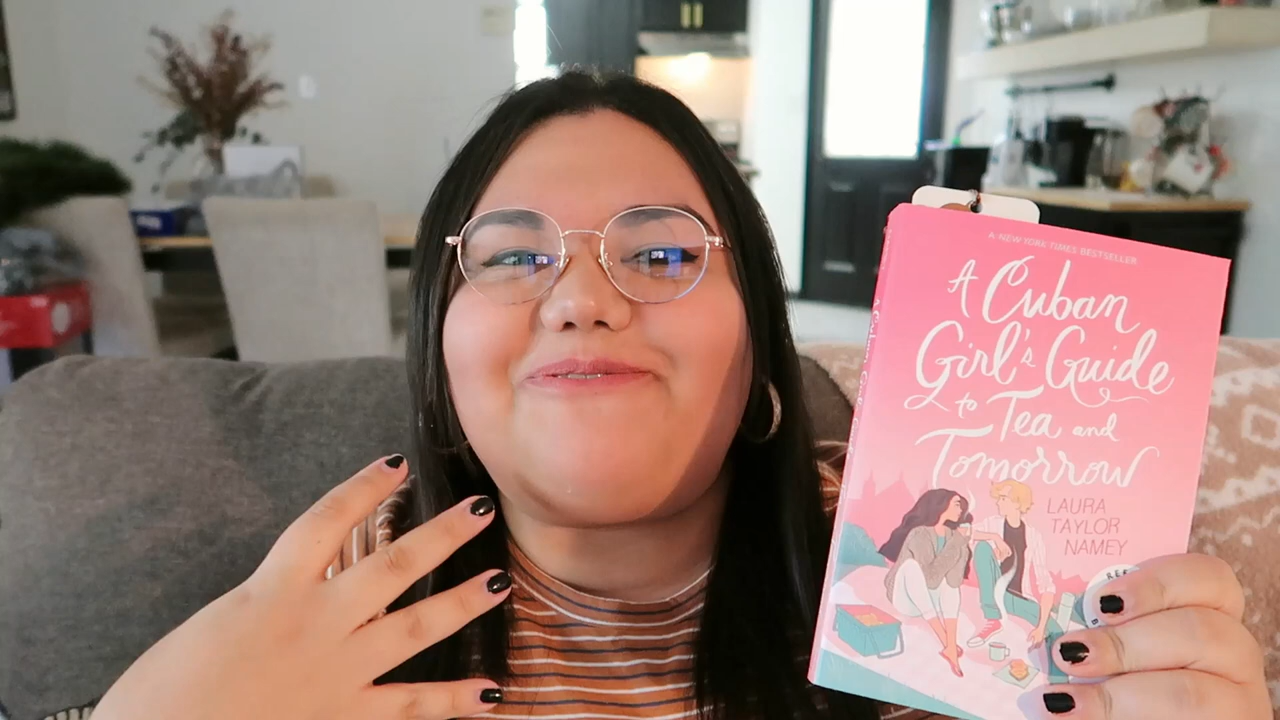 A NEW YORK TIMES BESTSELLER
A Cuban
Girl's Guide
to Tea and
Tomorrow
LAURA
TAYLOR
NAMEY